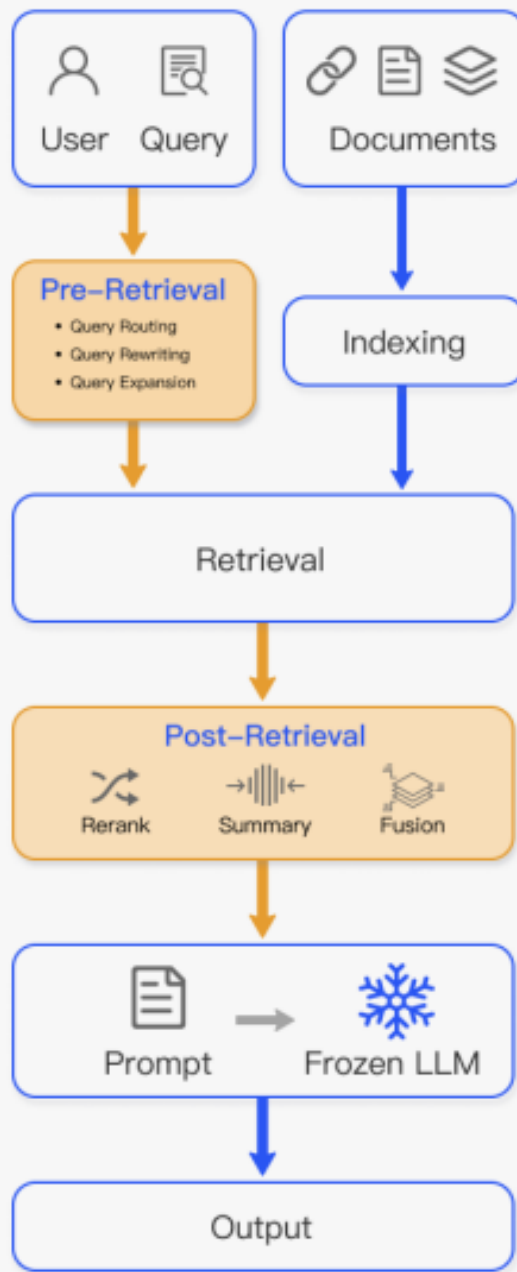 User Query
Documents
Pre-Retrieval
• Query Routing
• Query Rewriting
• Query Expansion
Indexing
Retrieval
Post-Retrieval
Rerank
Summary
Fusion
Prompt
Frozen LLM
Output